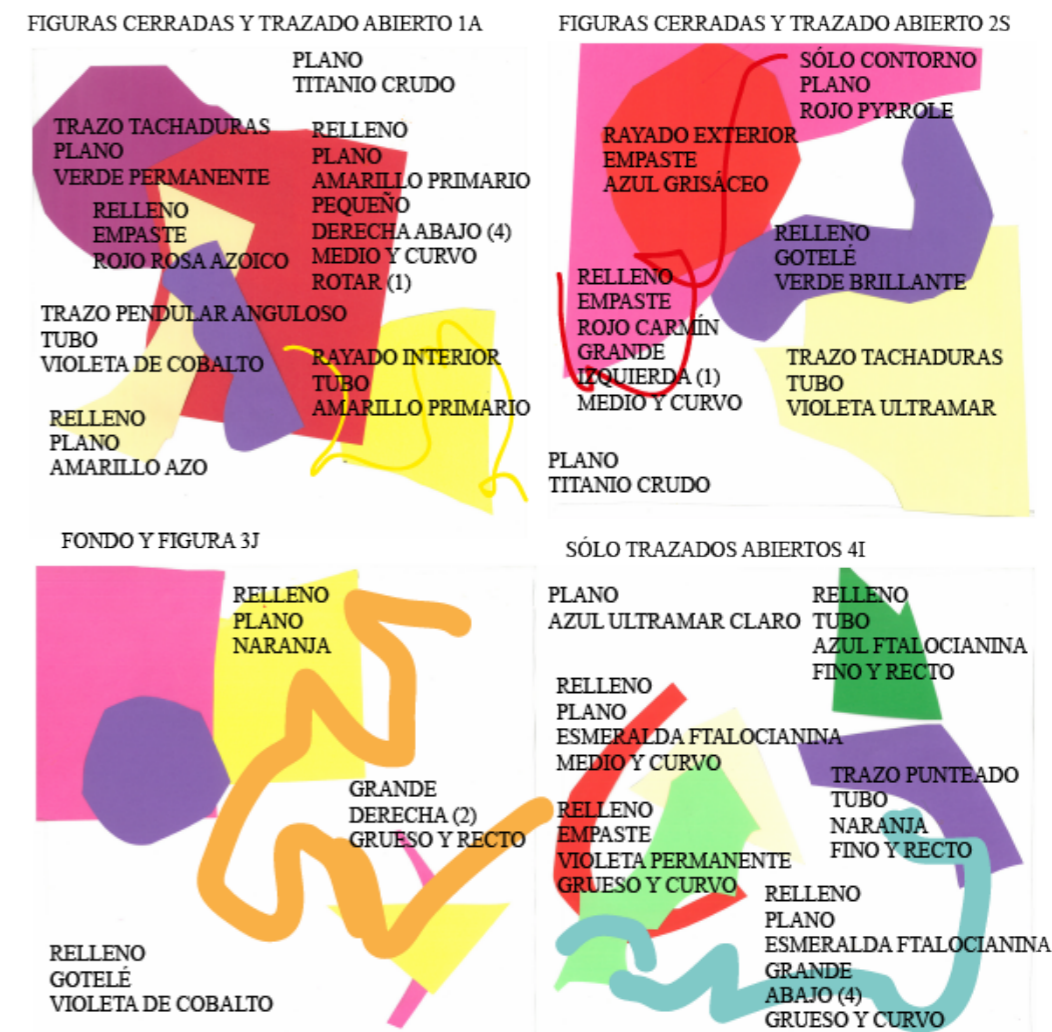 FIGURAS CERRADAS Y TRAZADO ABIERTO 1A
PLANO
TITANIO CRUDO
TRAZO TACHADURAS
PLANO
VERDE PERMANENTE
RELLENO
PLANO
AMARILLO PRIMARIO
PEQUEÑO
DERECHA ABAJO (4)
MEDIO Y CURVO
ROTAR (1)
RELLENO
EMPASTE
ROJO ROSA AZOICO
TRAZO PENDULAR ANGULOSO
TUBO
VIOLETA DE COBALTO
RAYADO INTERIOR
TUBO
AMARILLO PRIMARIO
RELLENO
PLANO
AMARILLO AZO
FIGURAS CERRADAS Y TRAZADO ABIERTO 2S
SÓLO CONTORNO
PLANO
ROJO PYRROLE
RAYADO EXTERIOR
EMPASTE
AZUL GRISÁCEO
RELLENO
GOTELÉ
VERDE BRILLANTE
RELLENO
EMPASTE
ROJO CARMÍN
GRANDE
IZQUIERDA (1)
MEDIO Y CURVO
TRAZO TACHADURAS
TUBO
VIOLETA ULTRAMAR
PLANO
TITANIO CRUDO
FONDO Y FIGURA 3J
RELLENO
PLANO
NARANJA
GRANDE
DERECHA (2)
GRUESO Y RECTO
RELLENO
GOTELÉ
VIOLETA DE COBALTO
SÓLO TRAZADOS ABIERTOS 4I
PLANO
AZUL ULTRAMAR CLARO
RELLENO
TUBO
AZUL FTALOCIANINA
FINO Y RECTO
RELLENO
PLANO
ESMERALDA FTALOCIANINA
MEDIO Y CURVO
TRAZO PUNTEADO
TUBO
NARANJA
FINO Y RECTO
RELLENO
EMPASTE
VIOLETA PERMANENTE
GRUESO Y CURVO
RELLENO
PLANO
ESMERALDA FTALOCIANINA
GRANDE
ABAJO (4)
GRUESO Y CURVO